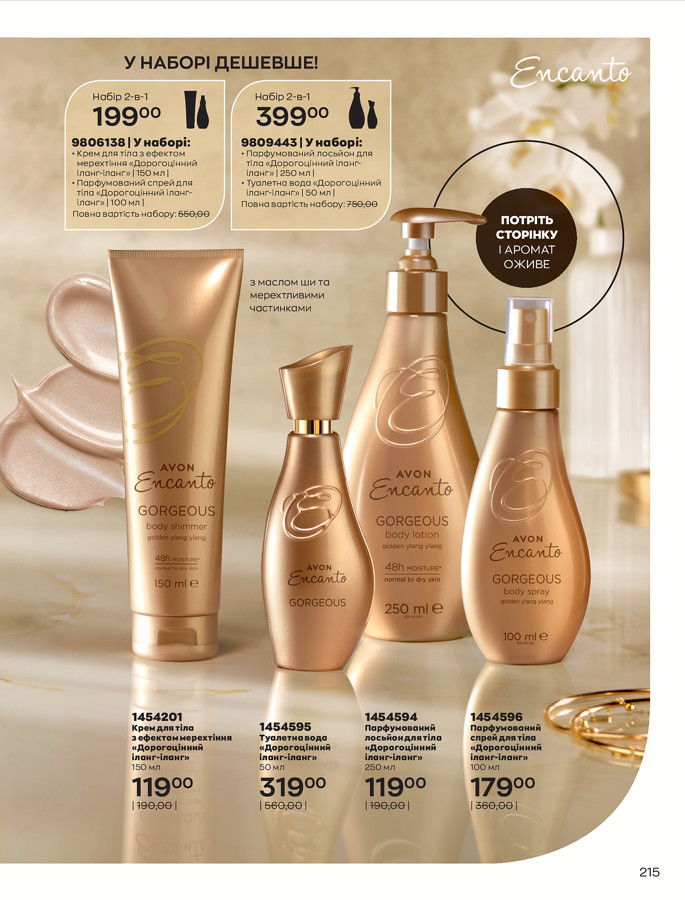 У НАБОРІ ДЕШЕВШЕ!
Encanto
Набір 2-в-1
199⁰⁰
9806138 | У наборі:
• Крем для тіла з ефектом
мерехтіння «Дорогоцінний
іланг-іланг» | 150 мл |
• Парфумований спрей для
тіла «Дорогоцінний іланг-
іланг» | 100 мл |
Повна вартість набору: 550,00
Набір 2-в-1
399⁰⁰
9809443 | У наборі:
• Парфумований лосьйон для
тіла «Дорогоцінний іланг-
іланг» | 250 мл |
• Туалетна вода «Дорогоцінний
іланг-іланг» | 50 мл |
Повна вартість набору: 750,00
ПОТРІТЬ
СТОРІНКУ
І АРОМАТ
ОЖИВЕ
з маслом ши та
мерехтливими
частинками
AVON
Encanto
GORGEOUS
body shimmer
golden ylang ylang
48h MOISTURE*
normal to dry skin
150 ml e
AVON
Encanto
GORGEOUS
AVON
Encanto
GORGEOUS
body lotion
golden ylang ylang
48h MOISTURE*
normal to dry skin
250 ml e
AVON
Encanto
GORGEOUS
body spray
golden ylang ylang
100 ml e
1454201
Крем для тіла
з ефектом мерехтіння
«Дорогоцінний
іланг-іланг»
150 мл
119⁰⁰
| 190,00 |
1454595
Туалетна вода
«Дорогоцінний
іланг-іланг»
50 мл
319⁰⁰
| 560,00 |
1454594
Парфумований
лосьйон для тіла
«Дорогоцінний
іланг-іланг»
250 мл
119⁰⁰
| 190,00 |
1454596
Парфумований
спрей для тіла
«Дорогоцінний
іланг-іланг»
100 мл
179⁰⁰
| 360,00 |
215